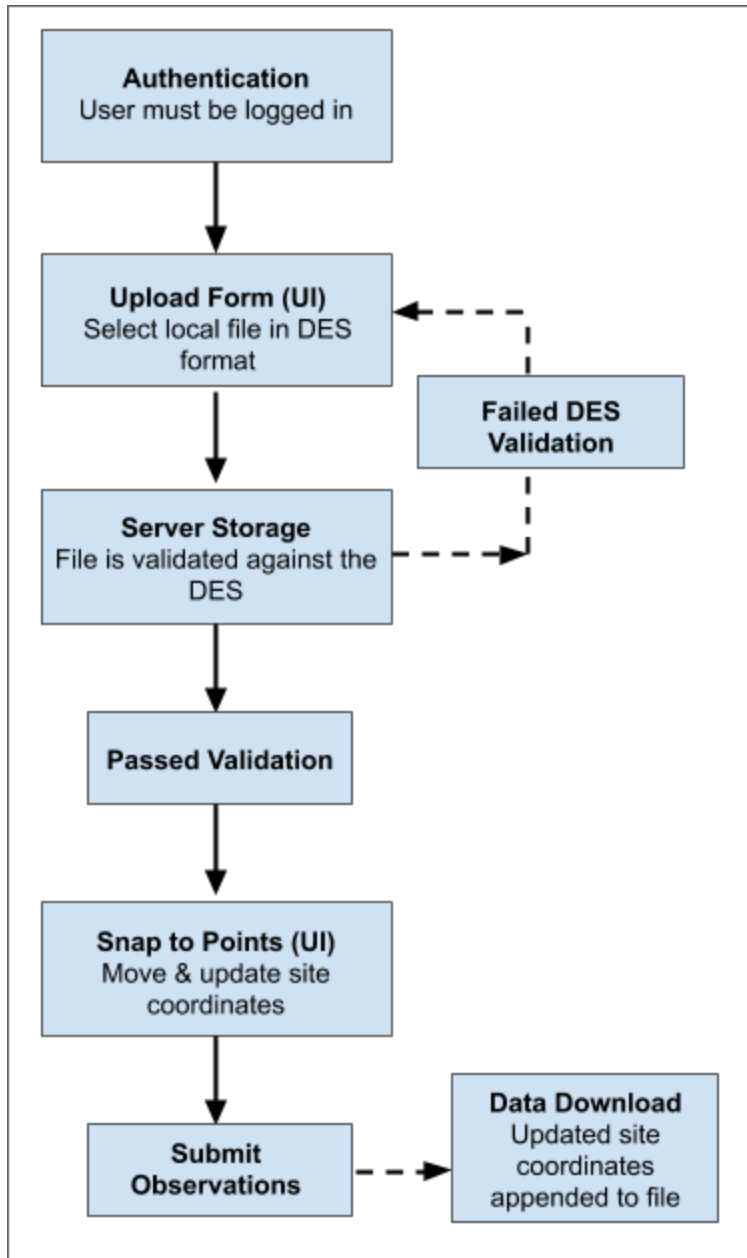 Authentication
User must be logged in
Upload Form (UI)
Select local file in DES
format
Failed DES
Validation
Server Storage
File is validated against the
DES
Passed Validation
Snap to Points (UI)
Move & update site
coordinates
Submit
Observations
Data Download
Updated site
coordinates
appended to file